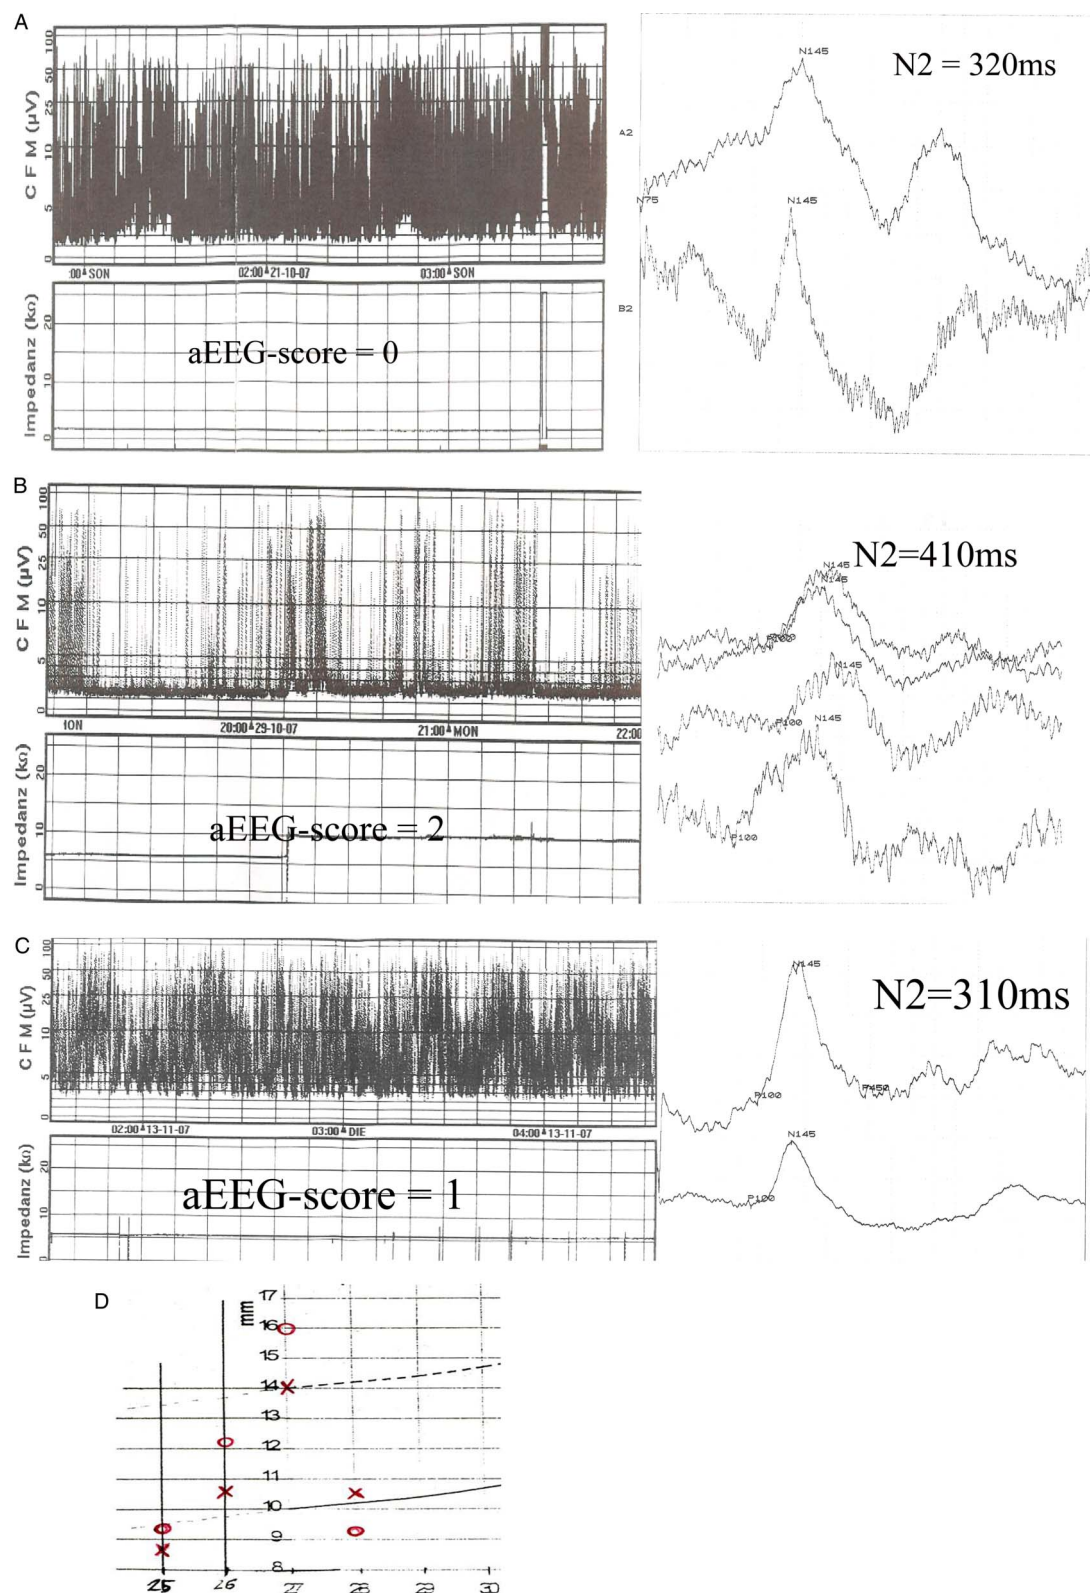 A
C F M (µV)
100
50
25
10
5
0
:00 SON
02:00 21-10-07
03:00 SON
Impedanz (kΩ)
20
10
0
aEEG-score = 0
N2 = 320ms
N145
A2
N75
N145
B2
B
C F M (µV)
100
50
25
10
5
0
20:00 29-10-07
21:00 MON
22:00
Impedanz (kΩ)
20
10
0
aEEG-score = 2
N2=410ms
N145
N145
N145
P100
N145
P100
C
C F M (µV)
100
50
25
10
5
0
02:00 13-11-07
03:00 DIE
04:00 13-11-07
Impedanz (kΩ)
20
10
0
aEEG-score = 1
N2=310ms
N145
P100
P450
N145
P100
D
mm
17
16
15
14
13
12
11
10
9
8
25 26 27 28 29 30